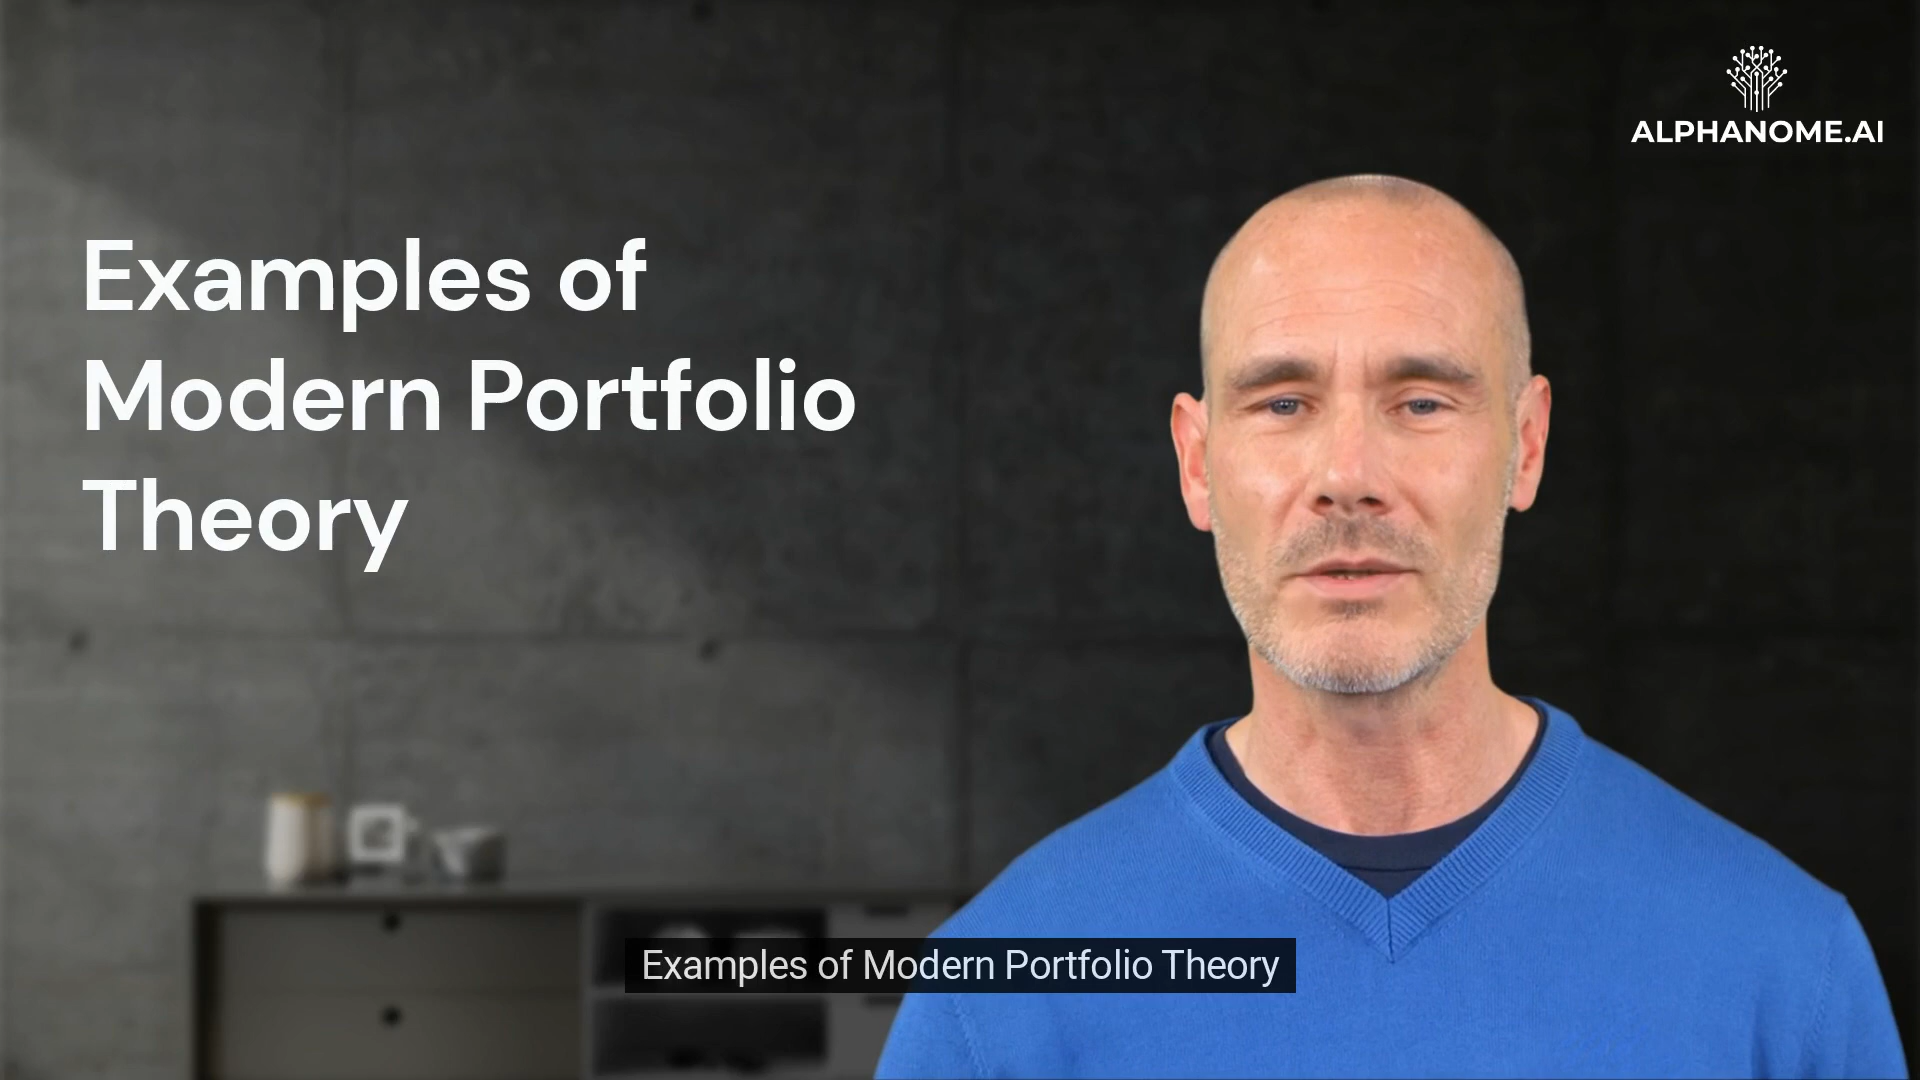 ALPHANOME.AI
Examples of
Modern Portfolio
Theory
Examples of Modern Portfolio Theory